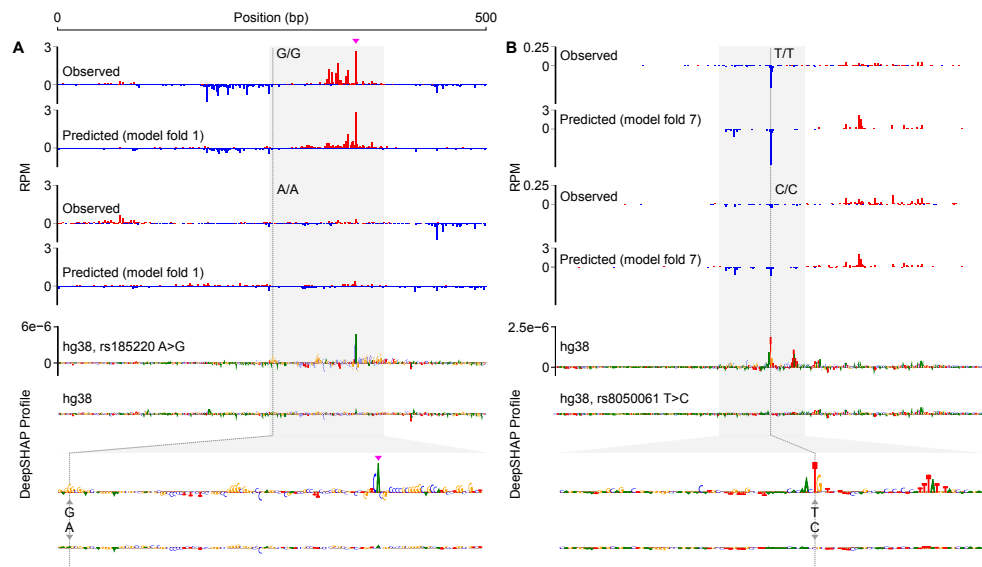 0 Position (bp) 500
A
3
0
G/G
Observed
3
0
Predicted (model fold 1)
RPM
3
0
A/A
Observed
3
0
Predicted (model fold 1)
6e−6
0
hg38, rs185220 A>G
hg38
DeepSHAP Profile
G
A
B
0.25
0
T/T
Observed
3
0
Predicted (model fold 7)
RPM
0.25
0
C/C
Observed
3
0
Predicted (model fold 7)
2.5e−6
0
hg38
hg38, rs8050061 T>C
DeepSHAP Profile
T
C